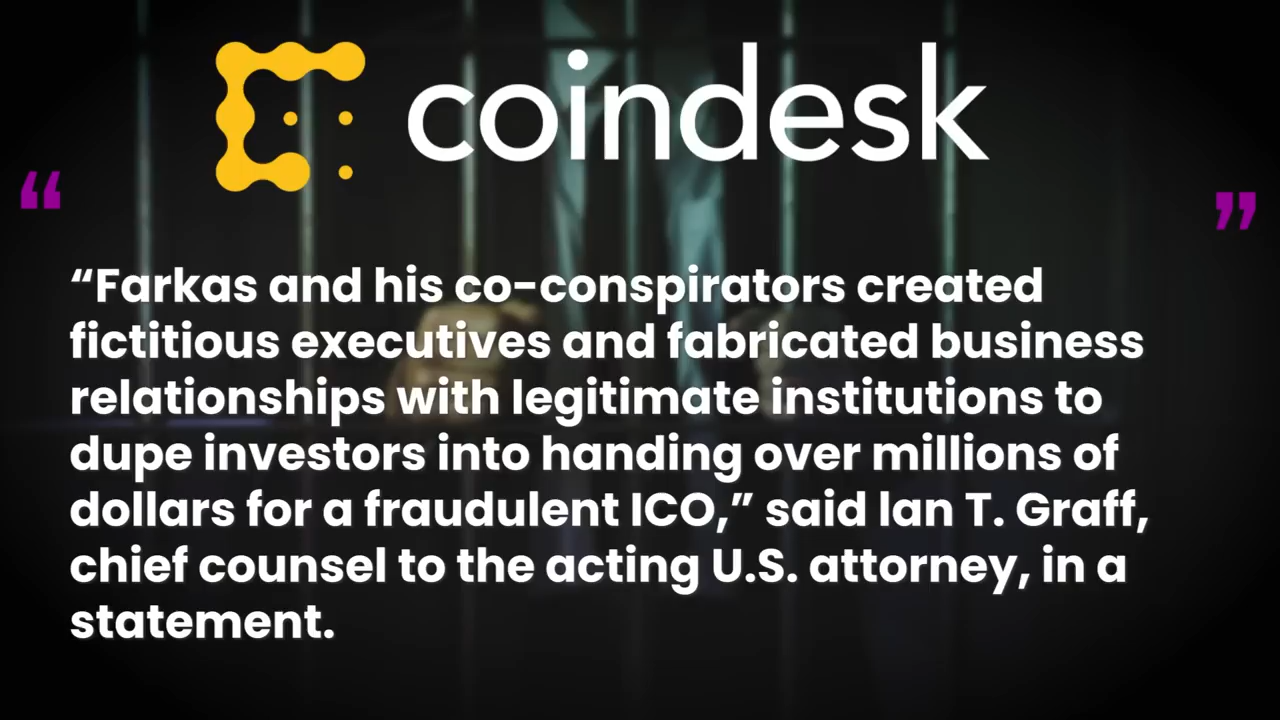 coindesk
“ ”
“Farkas and his co-conspirators created
fictitious executives and fabricated business
relationships with legitimate institutions to
dupe investors into handing over millions of
dollars for a fraudulent ICO,” said Ian T. Graff,
chief counsel to the acting U.S. attorney, in a
statement.